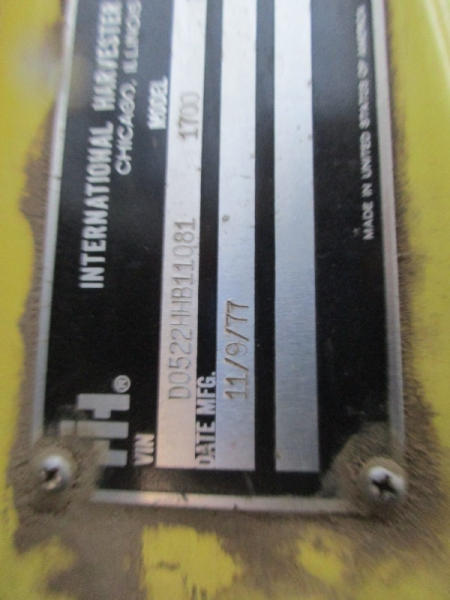 INTERNATIONAL HARVESTER
CHICAGO, ILLINOIS
IH®
VIN D0522HHB11081 MODEL 1700
DATE MFG. 11/9/77
MADE IN UNITED STATES OF AMERICA